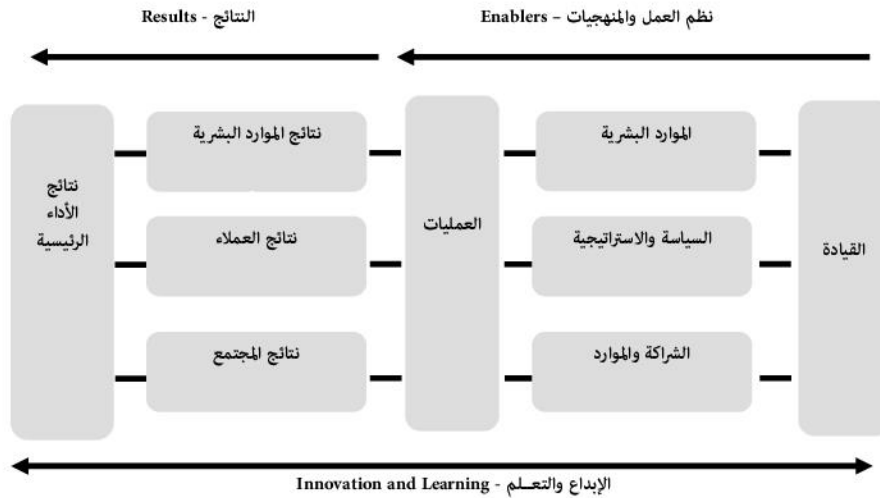 نظم العمل والمنهجيات – Enablers
النتائج - Results
القيادة
الموارد البشرية
السياسة والاستراتيجية
الشراكة والموارد
العمليات
نتائج الموارد البشرية
نتائج العملاء
نتائج المجتمع
نتائج
الأداء
الرئيسية
الإبداع والتعـلم - Innovation and Learning